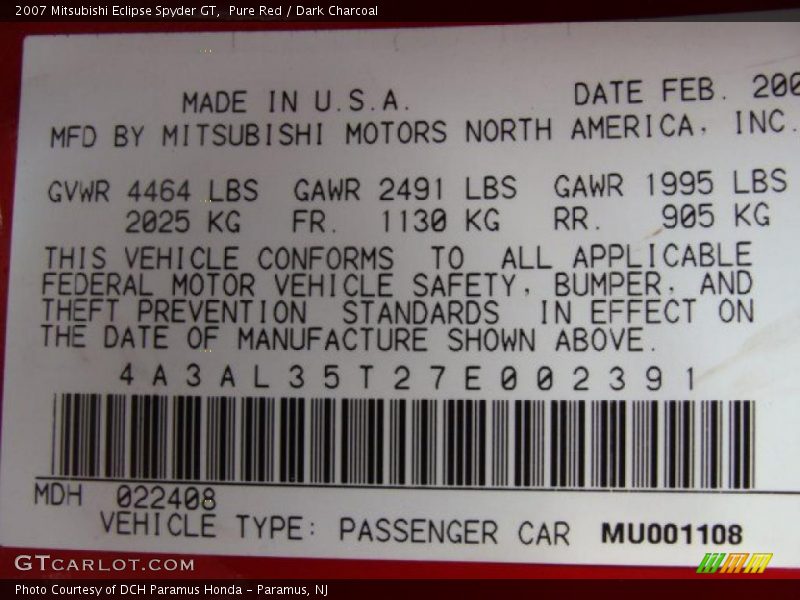 2007 Mitsubishi Eclipse Spyder GT, Pure Red / Dark Charcoal
MADE IN U.S.A. DATE FEB. 200
MFD BY MITSUBISHI MOTORS NORTH AMERICA, INC.
GVWR 4464 LBS GAWR 2491 LBS GAWR 1995 LBS
2025 KG FR. 1130 KG RR. 905 KG
THIS VEHICLE CONFORMS TO ALL APPLICABLE
FEDERAL MOTOR VEHICLE SAFETY, BUMPER, AND
THEFT PREVENTION STANDARDS IN EFFECT ON
THE DATE OF MANUFACTURE SHOWN ABOVE.
4A3AL35T27E002391
MDH 022408
VEHICLE TYPE: PASSENGER CAR MU001108
GTCARLOT.COM
Photo Courtesy of DCH Paramus Honda - Paramus, NJ